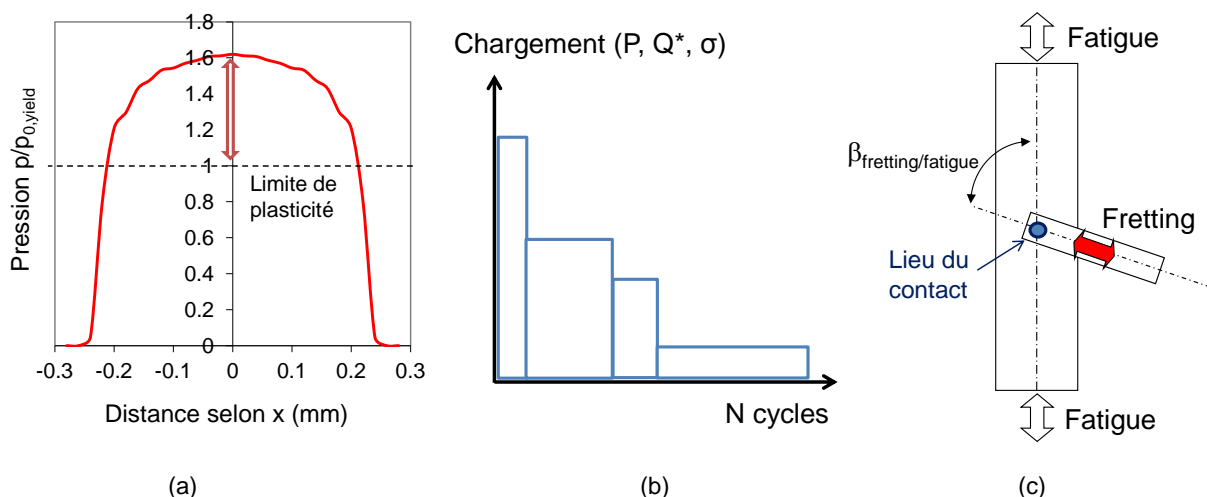 Pression p/p0,yield
1.8
1.6
1.4
1.2
1
0.8
0.6
0.4
0.2
0
Limite de
plasticité
-0.3 -0.2 -0.1 0 0.1 0.2 0.3
Distance selon x (mm)
(a)
Chargement (P, Q*, σ)
N cycles
(b)
Fatigue
βfretting/fatigue
Fretting
Lieu du
contact
Fatigue
(c)